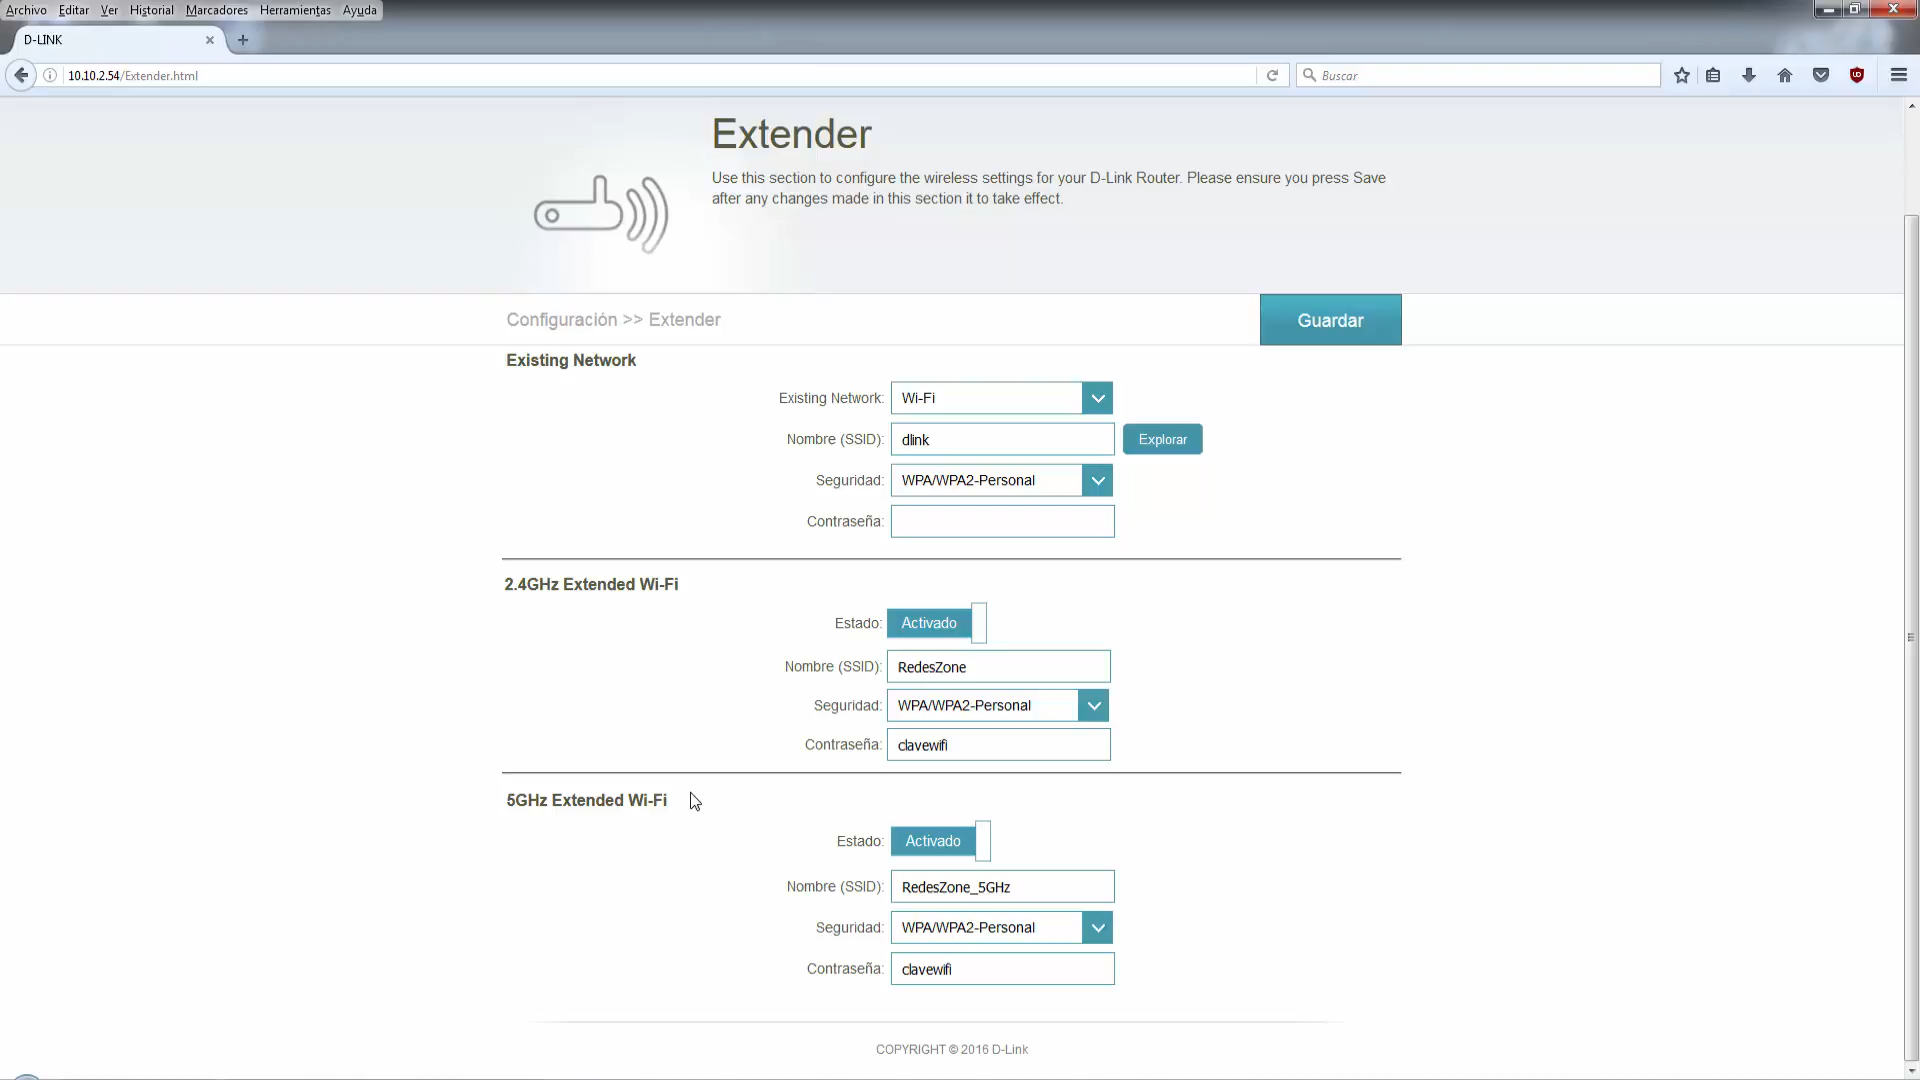 Archivo Editar Ver Historial Marcadores Herramientas Ayuda
D-LINK
10.10.2.54/Extender.html
Buscar
Extender
Use this section to configure the wireless settings for your D-Link Router. Please ensure you press Save
after any changes made in this section it to take effect.
Configuración >> Extender
Guardar
Existing Network
Existing Network: Wi-Fi
Nombre (SSID): dlink Explorar
Seguridad: WPA/WPA2-Personal
Contraseña:
2.4GHz Extended Wi-Fi
Estado: Activado
Nombre (SSID): RedesZone
Seguridad: WPA/WPA2-Personal
Contraseña: clavewifi
5GHz Extended Wi-Fi
Estado: Activado
Nombre (SSID): RedesZone_5GHz
Seguridad: WPA/WPA2-Personal
Contraseña: clavewifi
COPYRIGHT © 2016 D-Link